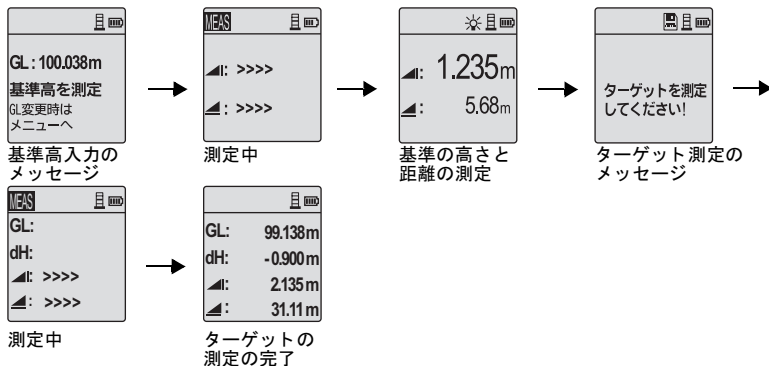 GL : 100.038m
基準高を測定
GL変更時は
メニューへ
基準高入力の
メッセージ
MEAS
: >>>>
: >>>>
測定中
: 1.235m
: 5.68m
基準の高さと
距離の測定
ターゲットを測定
してください!
ターゲット測定の
メッセージ
MEAS
GL:
dH:
: >>>>
: >>>>
測定中
GL: 99.138m
dH: -0.900m
: 2.135m
: 31.11m
ターゲットの
測定の完了